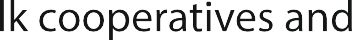 lk cooperatives and